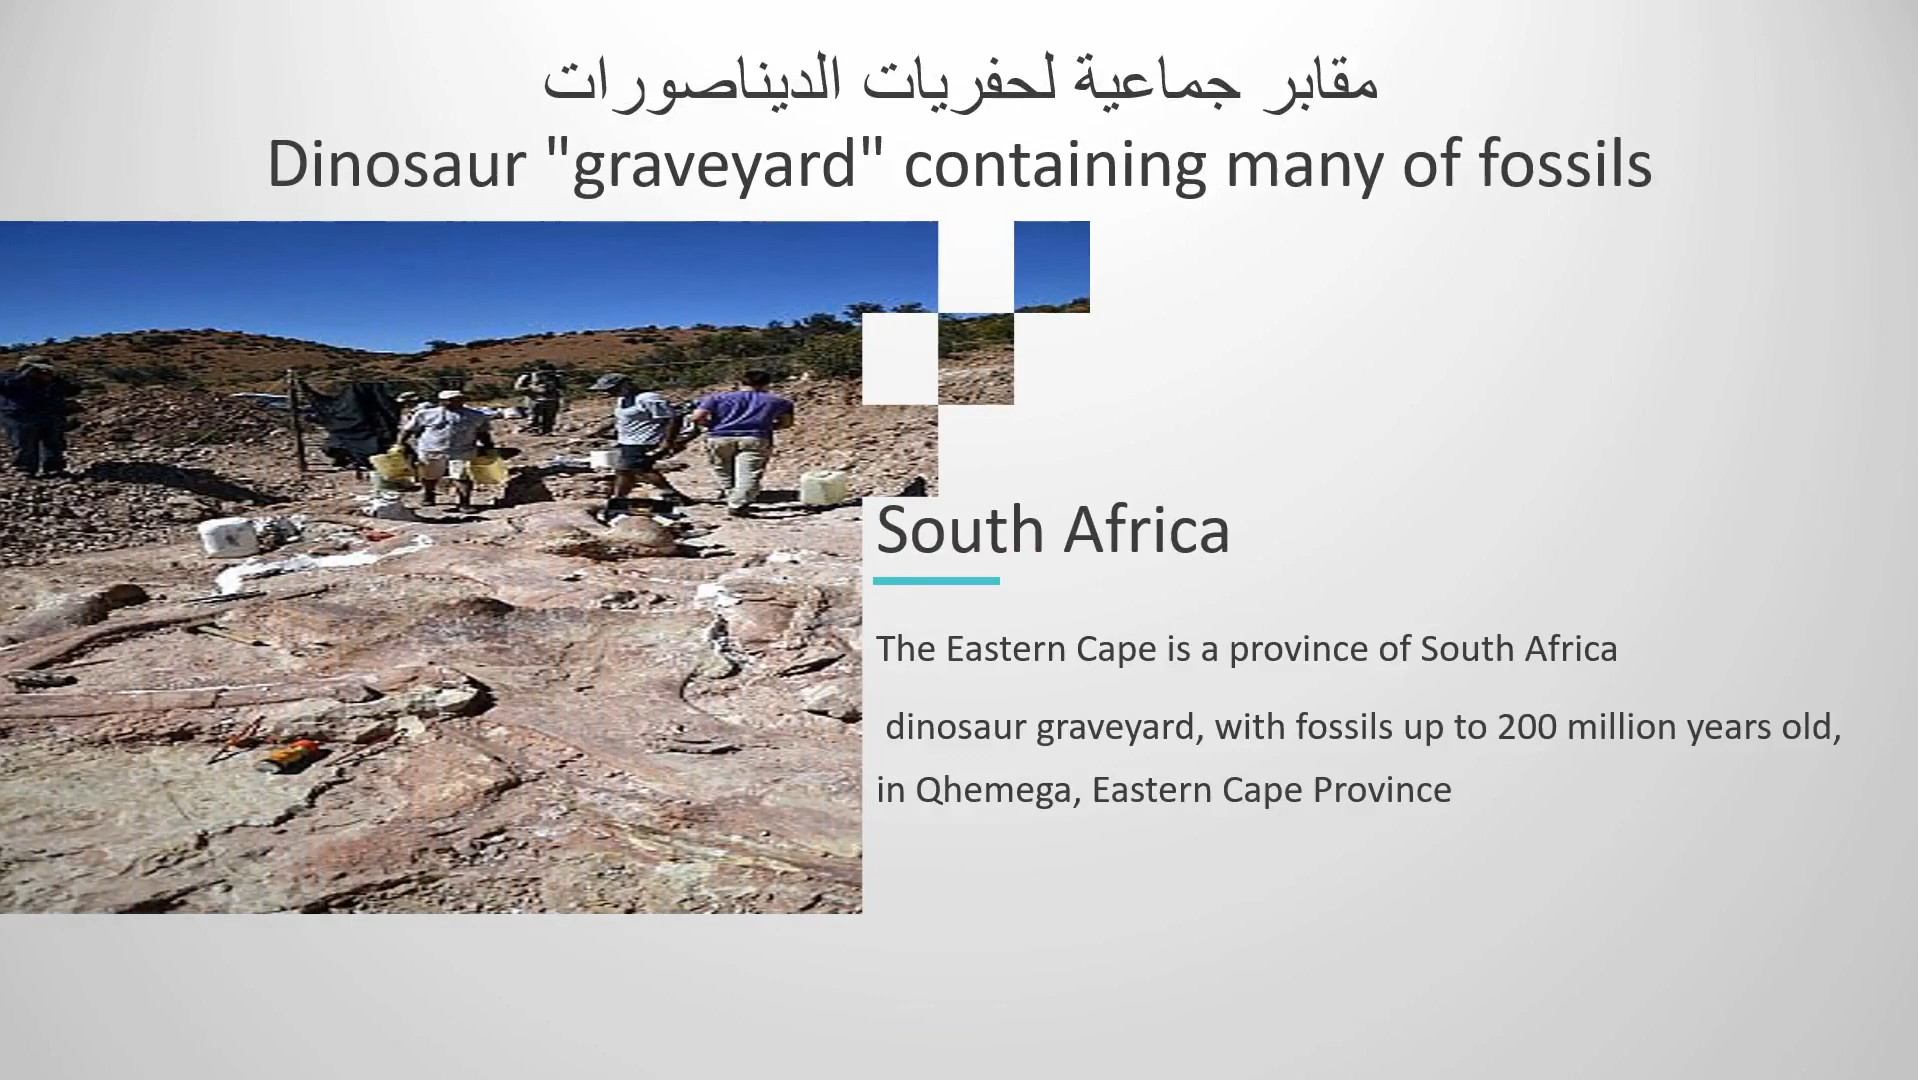 مقابر جماعية لحفريات الديناصورات
Dinosaur "graveyard" containing many of fossils
South Africa
The Eastern Cape is a province of South Africa
dinosaur graveyard, with fossils up to 200 million years old,
in Qhemega, Eastern Cape Province